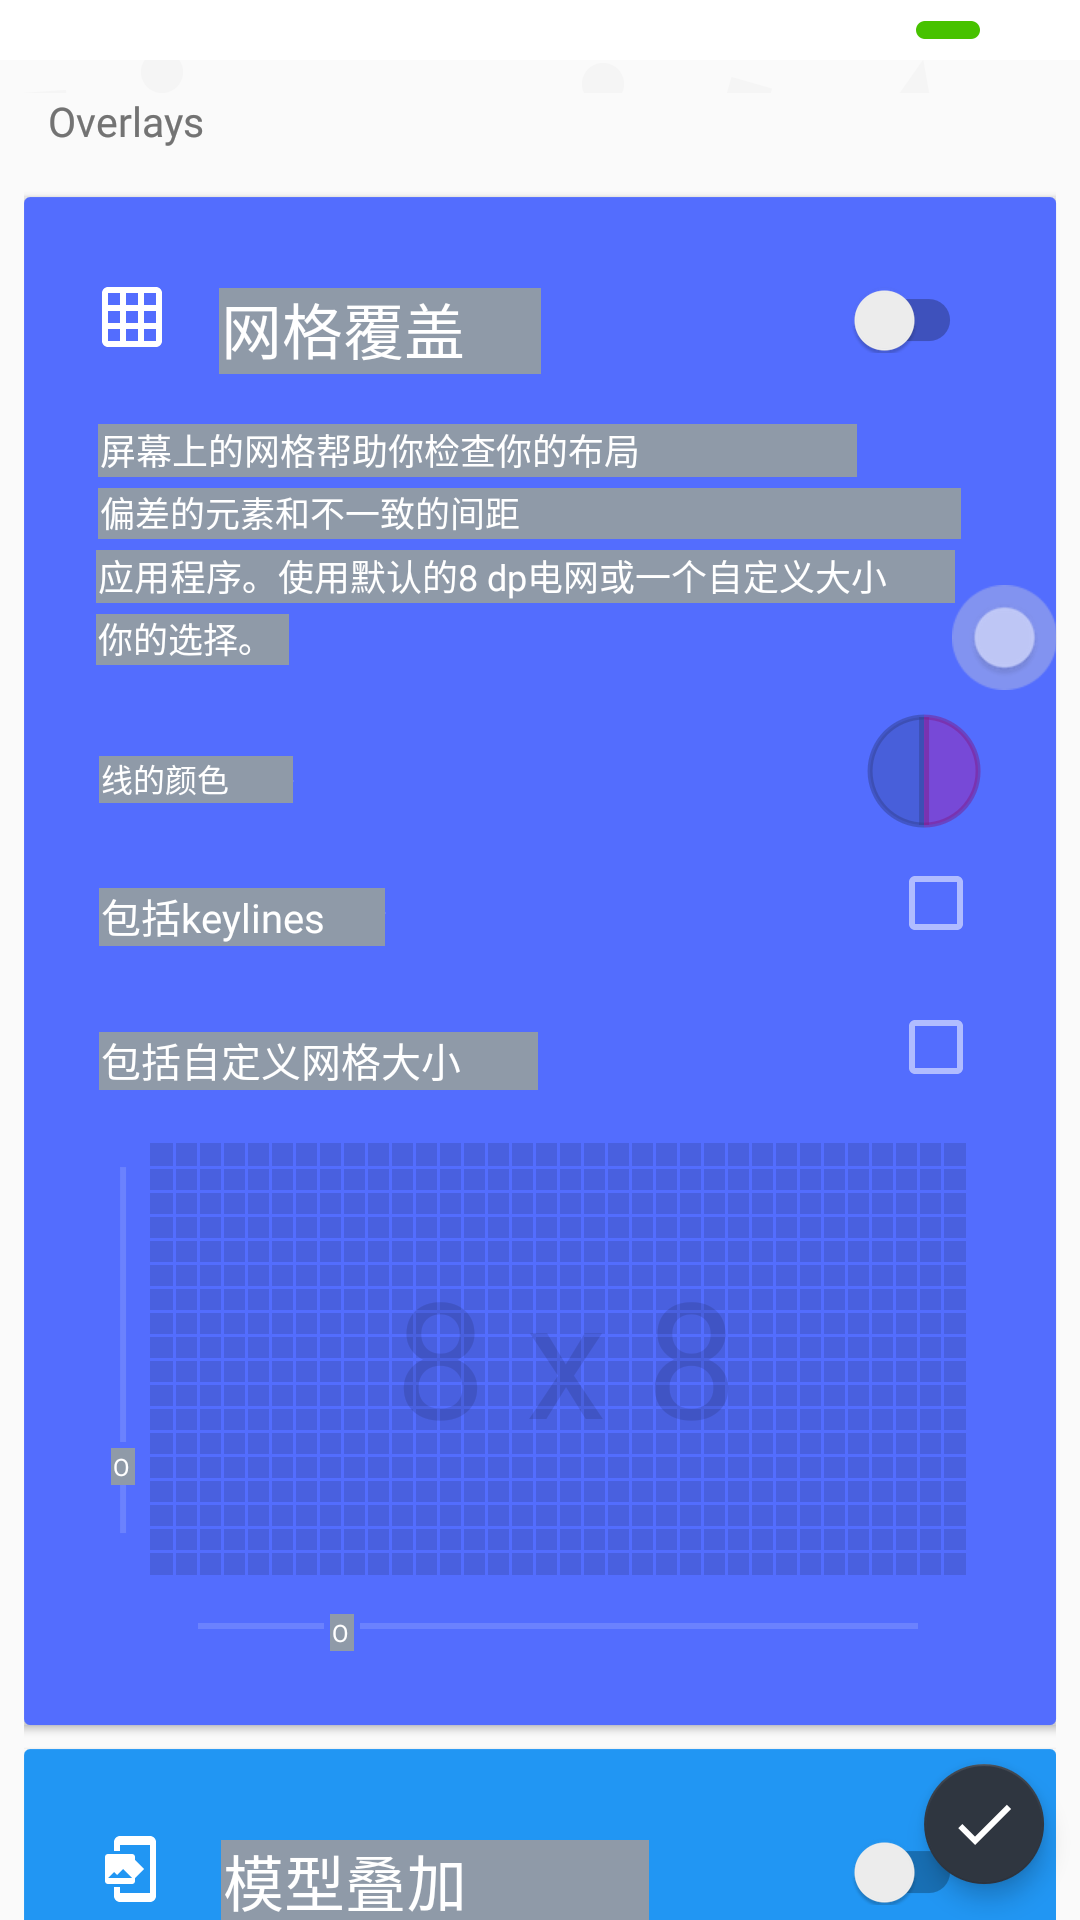 Overlays
网格覆盖
屏幕上的网格帮助你检查你的布局
偏差的元素和不一致的间距
应用程序。使用默认的8 dp电网或一个自定义大小
你的选择。
线的颜色
包括keylines
包括自定义网格大小
8 x 8
0
0
模型叠加